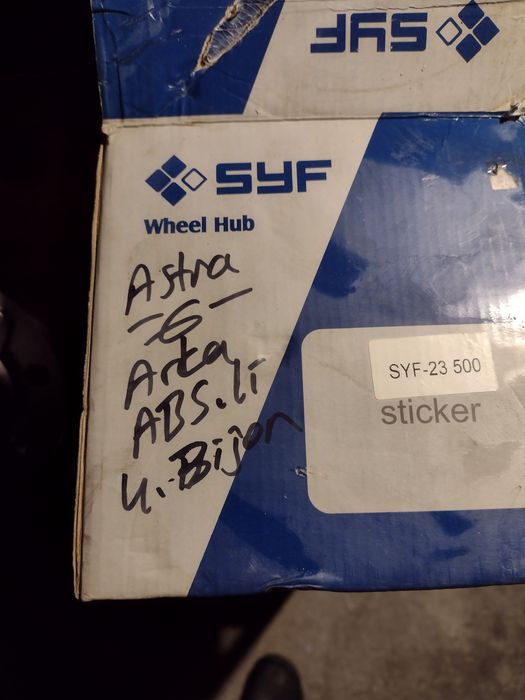 SYF
SYF
Wheel Hub
Astra
-G-
Arka
ABS.li
4.Bijon
SYF-23 500
sticker